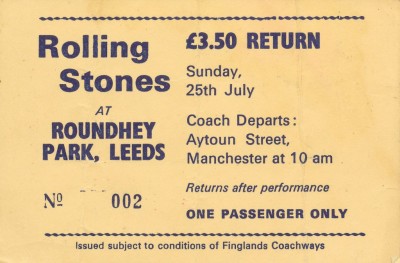 Rolling
Stones
AT
ROUNDHEY
PARK, LEEDS
Nº 002
£3.50 RETURN
Sunday,
25th July
Coach Departs:
Aytoun Street,
Manchester at 10 am
Returns after performance
ONE PASSENGER ONLY
Issued subject to conditions of Finglands Coachways